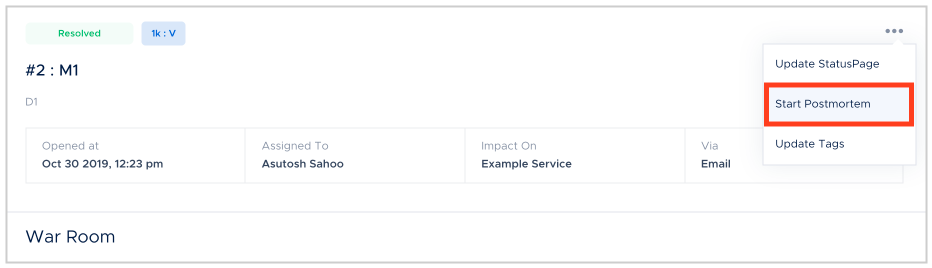 Resolved
1k : V
#2 : M1
D1
Update StatusPage
Start Postmortem
Update Tags
Opened at
Oct 30 2019, 12:23 pm
Assigned To
Asutosh Sahoo
Impact On
Example Service
Via
Email
War Room